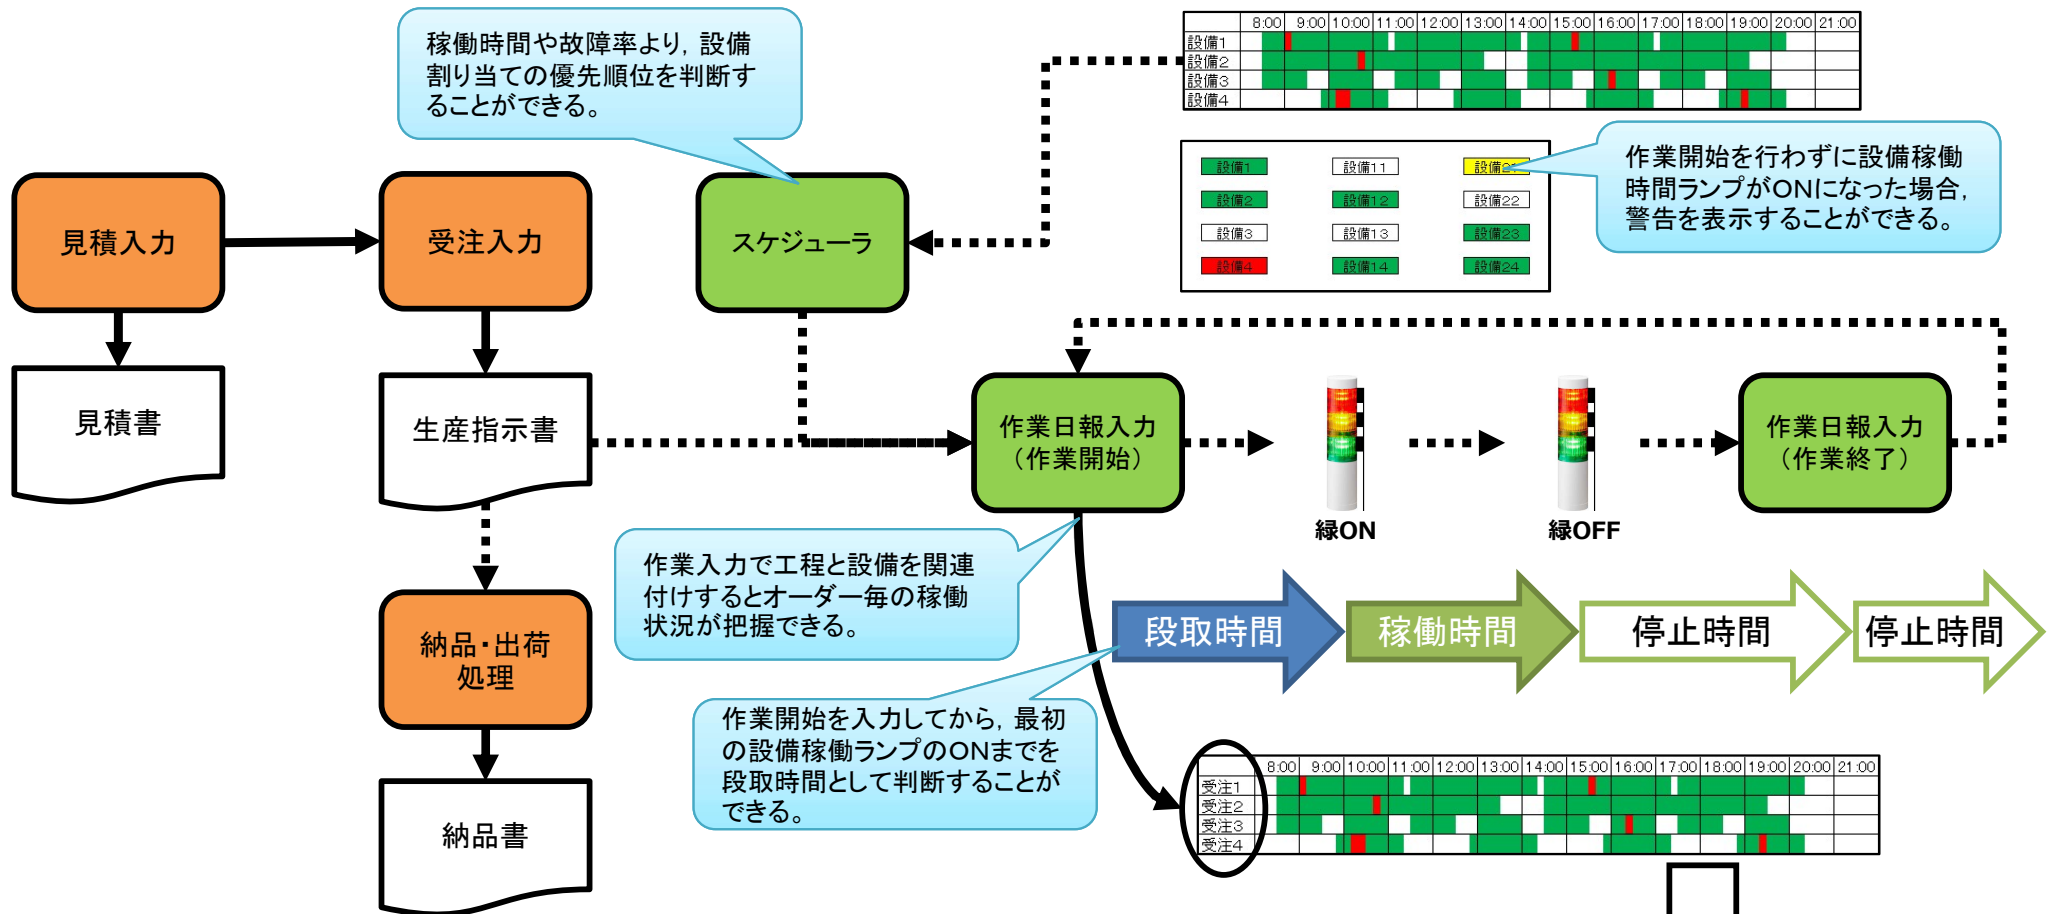 稼働時間や故障率より，設備
割り当ての優先順位を判断す
ることができる。
8:00 9:00 10:00 11:00 12:00 13:00 14:00 15:00 16:00 17:00 18:00 19:00 20:00 21:00
設備1
設備2
設備3
設備4
設備1 設備11 設備21
設備2 設備12 設備22
設備3 設備13 設備23
設備4 設備14 設備24
作業開始を行わずに設備稼働
時間ランプがONになった場合，
警告を表示することができる。
見積入力
受注入力
スケジューラ
見積書
生産指示書
作業日報入力
（作業開始）
緑ON
緑OFF
作業日報入力
（作業終了）
作業入力で工程と設備を関連
付けするとオーダー毎の稼働
状況が把握できる。
段取時間
稼働時間
停止時間
停止時間
納品・出荷
処理
作業開始を入力してから，最初
の設備稼働ランプのONまでを
段取時間として判断することが
できる。
納品書
8:00 9:00 10:00 11:00 12:00 13:00 14:00 15:00 16:00 17:00 18:00 19:00 20:00 21:00
受注1
受注2
受注3
受注4